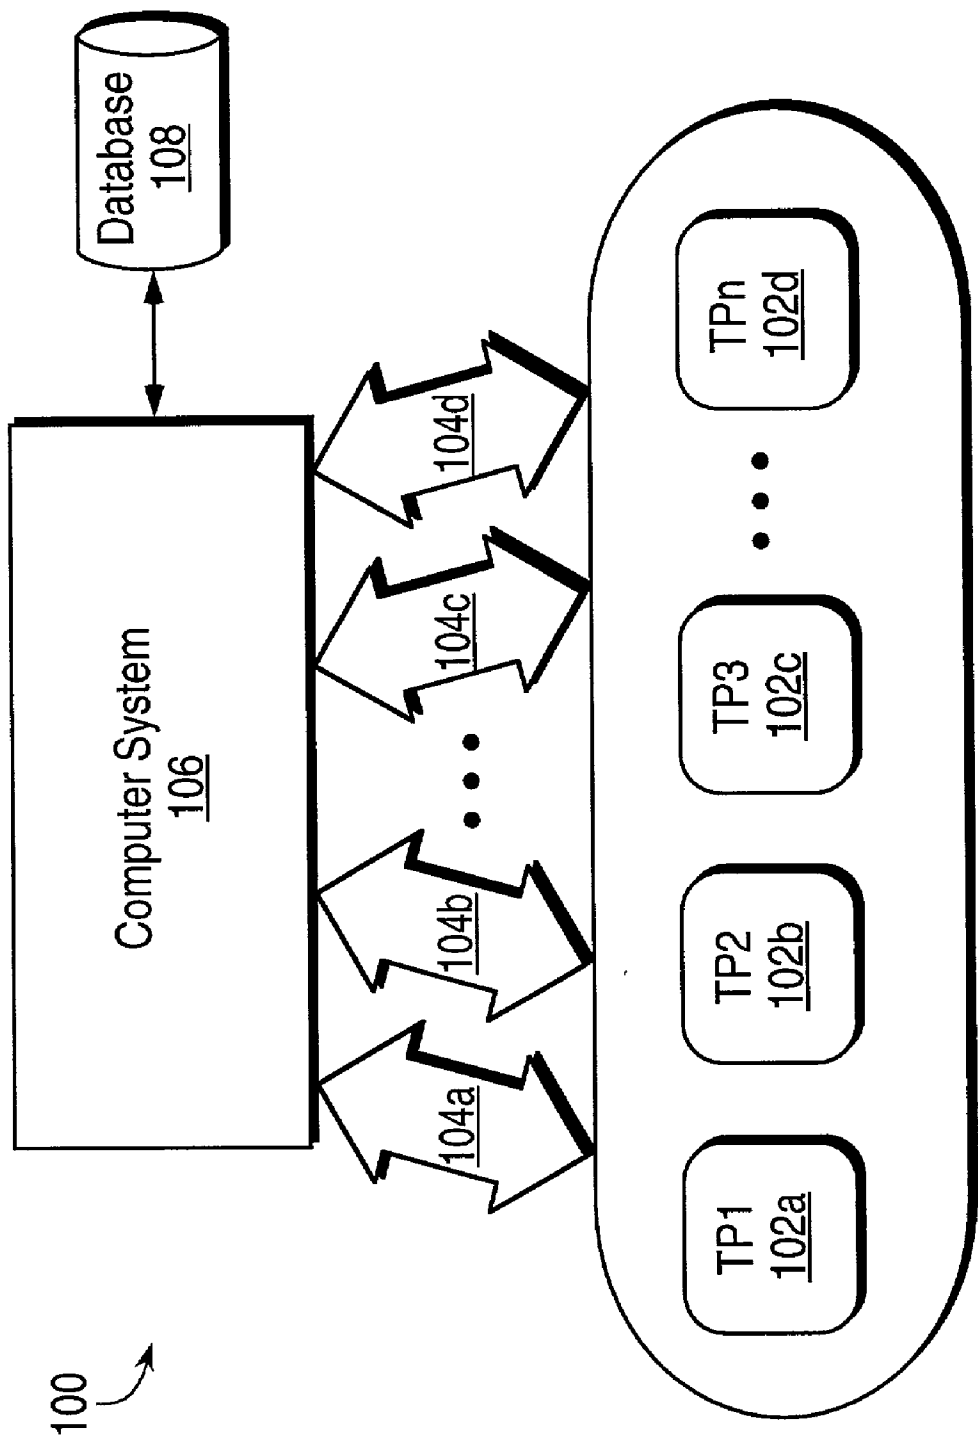 100
Computer System
106
Database
108
104a
104b
104c
104d
TP1
102a
TP2
102b
TP3
102c
TPn
102d